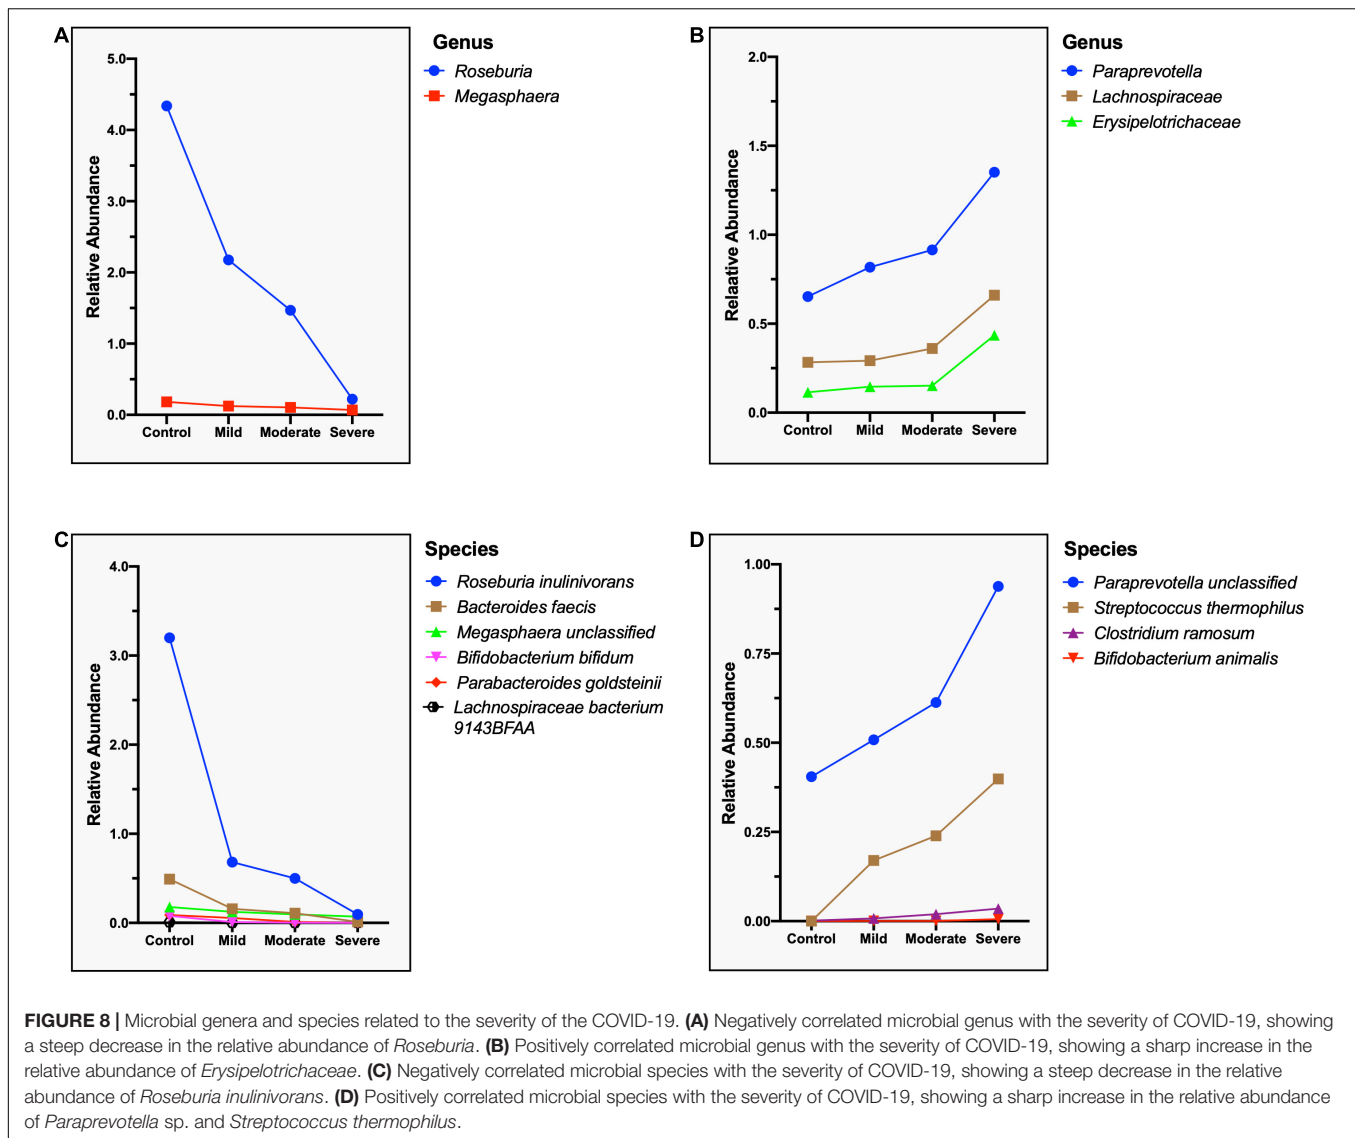 A
Genus
Roseburia
Megasphaera
5.0
4.0
3.0
2.0
1.0
0.0
Relative Abundance
Control Mild Moderate Severe
B
Genus
Paraprevotella
Lachnospiraceae
Erysipelotrichaceae
2.0
1.5
1.0
0.5
0.0
Relaative Abundance
Control Mild Moderate Severe
C
Species
Roseburia inulinivorans
Bacteroides faecis
Megasphaera unclassified
Bifidobacterium bifidum
Parabacteroides goldsteinii
Lachnospiraceae bacterium
9143BFAA
4.0
3.0
2.0
1.0
0.0
Relative Abundance
Control Mild Moderate Severe
D
Species
Paraprevotella unclassified
Streptococcus thermophilus
Clostridium ramosum
Bifidobacterium animalis
1.00
0.75
0.50
0.25
0.00
Relative Abundance
Control Mild Moderate Severe
FIGURE 8 | Microbial genera and species related to the severity of the COVID-19. (A) Negatively correlated microbial genus with the severity of COVID-19, showing
a steep decrease in the relative abundance of Roseburia. (B) Positively correlated microbial genus with the severity of COVID-19, showing a sharp increase in the
relative abundance of Erysipelotrichaceae. (C) Negatively correlated microbial species with the severity of COVID-19, showing a steep decrease in the relative
abundance of Roseburia inulinivorans. (D) Positively correlated microbial species with the severity of COVID-19, showing a sharp increase in the relative abundance
of Paraprevotella sp. and Streptococcus thermophilus.